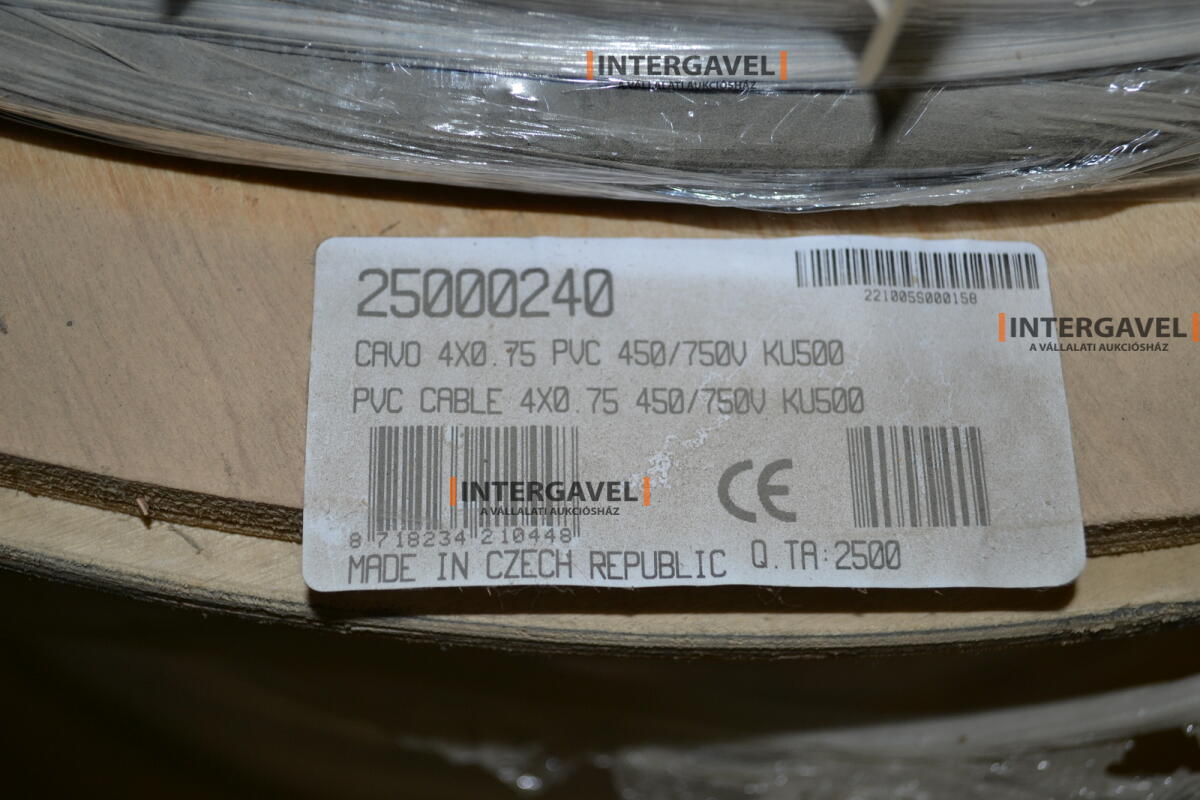 INTERGAVEL
A VÁLLALATI AUKCIÓSHÁZ
25000240
221005S000158
INTERGAVEL
A VÁLLALATI AUKCIÓSHÁZ
CAVO 4X0.75 PVC 450/750V KU500
PVC CABLE 4X0.75 450/750V KU500
INTERGAVEL
A VÁLLALATI AUKCIÓSHÁZ
CE
8 718234 210448
MADE IN CZECH REPUBLIC Q.TA:2500